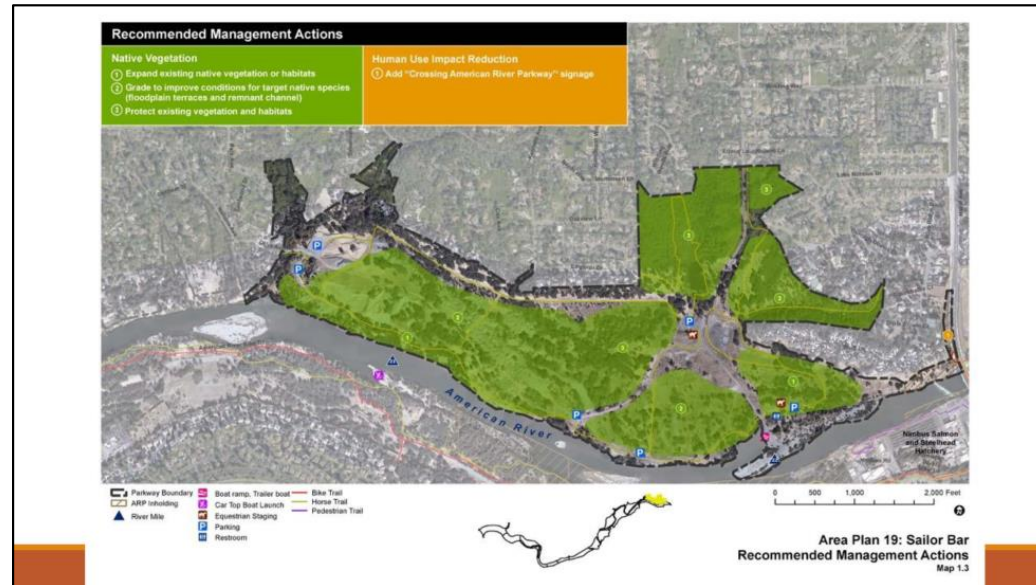 Recommended Management Actions
Native Vegetation
1 Expand existing native vegetation or habitats
2 Grade to improve conditions for target native species
(floodplain terraces and remnant channel)
3 Protect existing vegetation and habitats
Human Use Impact Reduction
1 Add "Crossing American River Parkway" signage
American River
Nimbus Salmon
and Steelhead
Hatchery
Parkway Boundary
ARP Inholding
River Mile
Boat ramp, Trailer boat
Car Top Boat Launch
Equestrian Staging
Parking
Restroom
Bike Trail
Horse Trail
Pedestrian Trail
0 500 1,000 2,000 Feet
Area Plan 19: Sailor Bar
Recommended Management Actions
Map 1.3